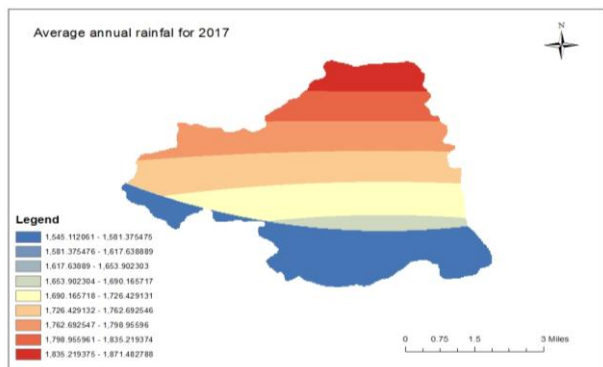 Average annual rainfal for 2017
N
Legend
1,545.112061 - 1,581.375475
1,581.375476 - 1,617.638889
1,617.63889 - 1,653.902303
1,653.902304 - 1,690.165717
1,690.165718 - 1,726.429131
1,726.429132 - 1,762.692546
1,762.692547 - 1,798.95596
1,798.955961 - 1,835.219374
1,835.219375 - 1,871.482788
0 0.75 1.5 3 Miles